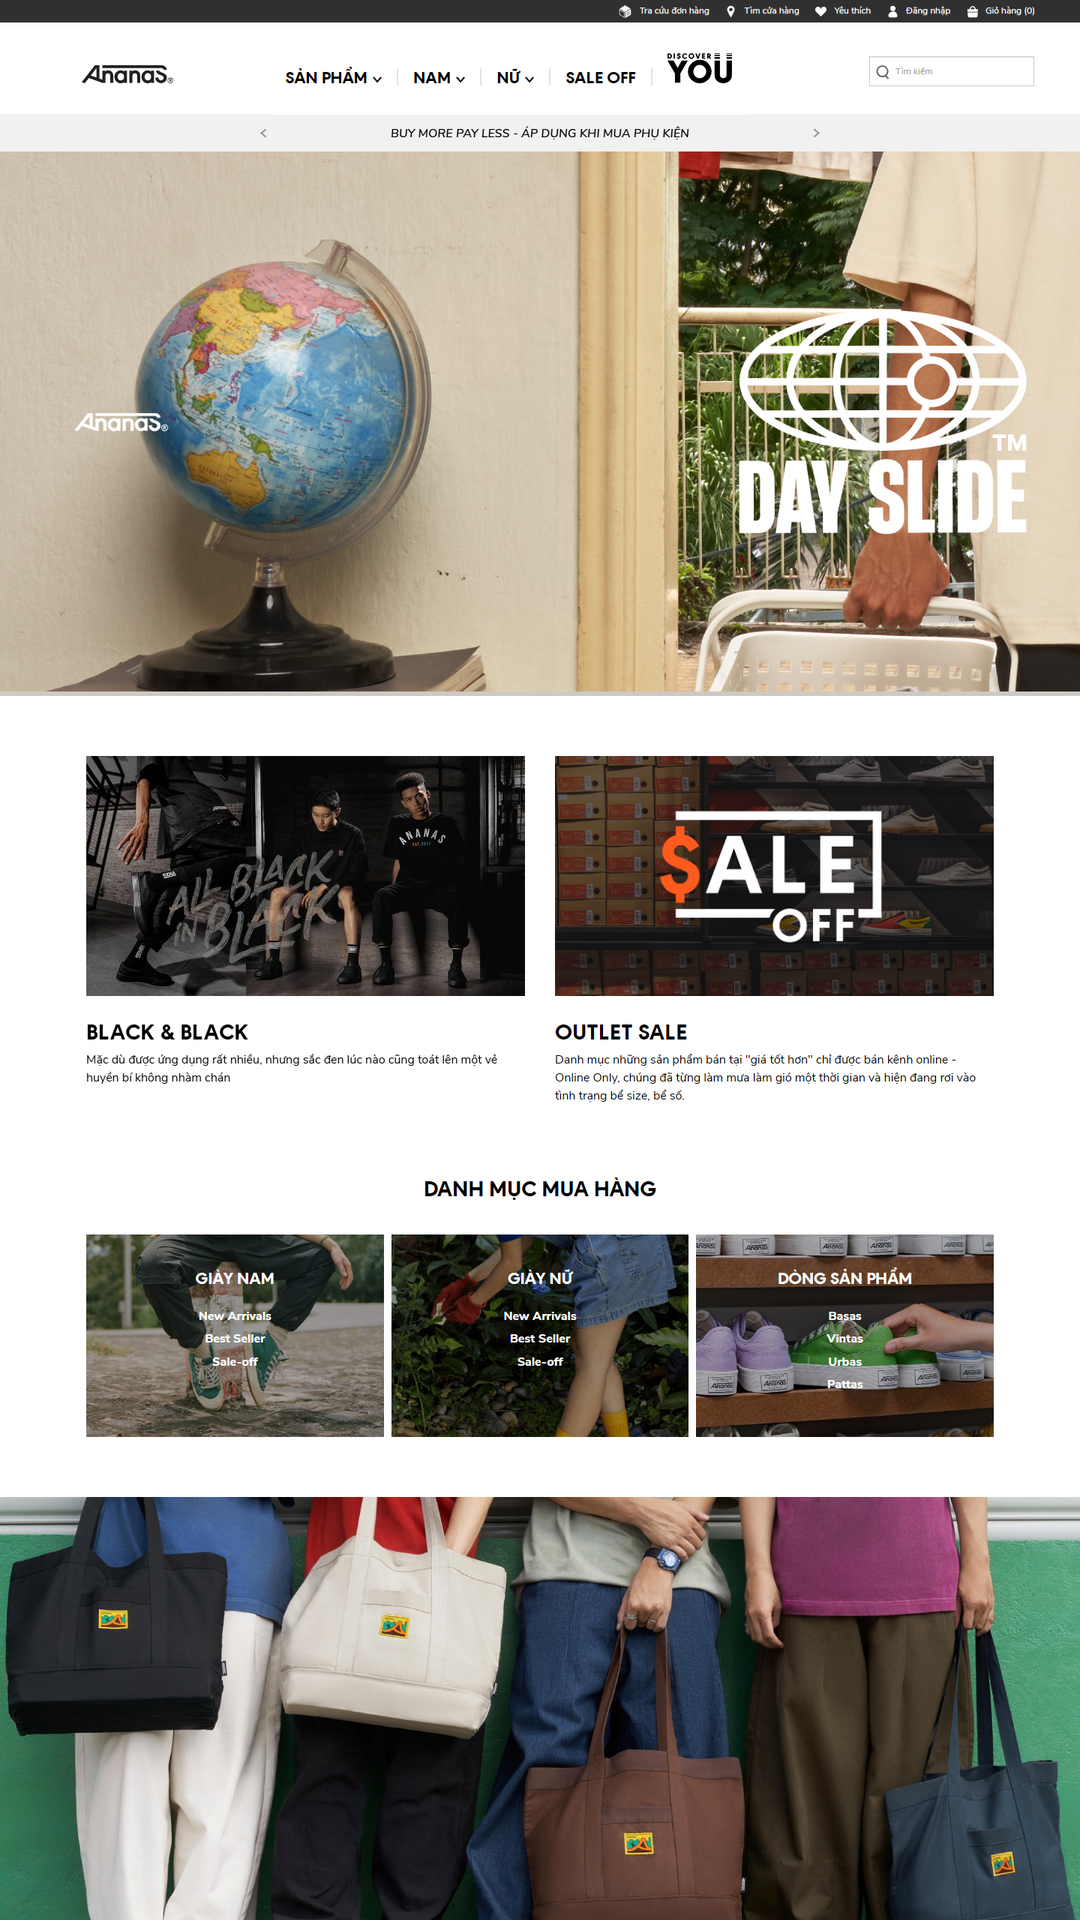 Tra cứu đơn hàng
Tìm cửa hàng
Yêu thích
Đăng nhập
Giỏ hàng (0)
Ananas®
SẢN PHẨM
NAM
NỮ
SALE OFF
DISCOVER
YOU
Tìm kiếm
BUY MORE PAY LESS - ÁP DỤNG KHI MUA PHỤ KIỆN
Ananas®
TM
DAY SLIDE
ALL BLACK
IN BLACK
ANANAS
$ALE
OFF
BLACK & BLACK
Mặc dù được ứng dụng rất nhiều, nhưng sắc đen lúc nào cũng toát lên một vẻ
huyền bí không nhàm chán
OUTLET SALE
Danh mục những sản phẩm bán tại "giá tốt hơn" chỉ được bán kênh online -
Online Only, chúng đã từng làm mưa làm gió một thời gian và hiện đang rơi vào
tình trạng bể size, bể số.
DANH MỤC MUA HÀNG
GIÀY NAM
New Arrivals
Best Seller
Sale-off
GIÀY NỮ
New Arrivals
Best Seller
Sale-off
DÒNG SẢN PHẨM
Basas
Vintas
Urbas
Pattas